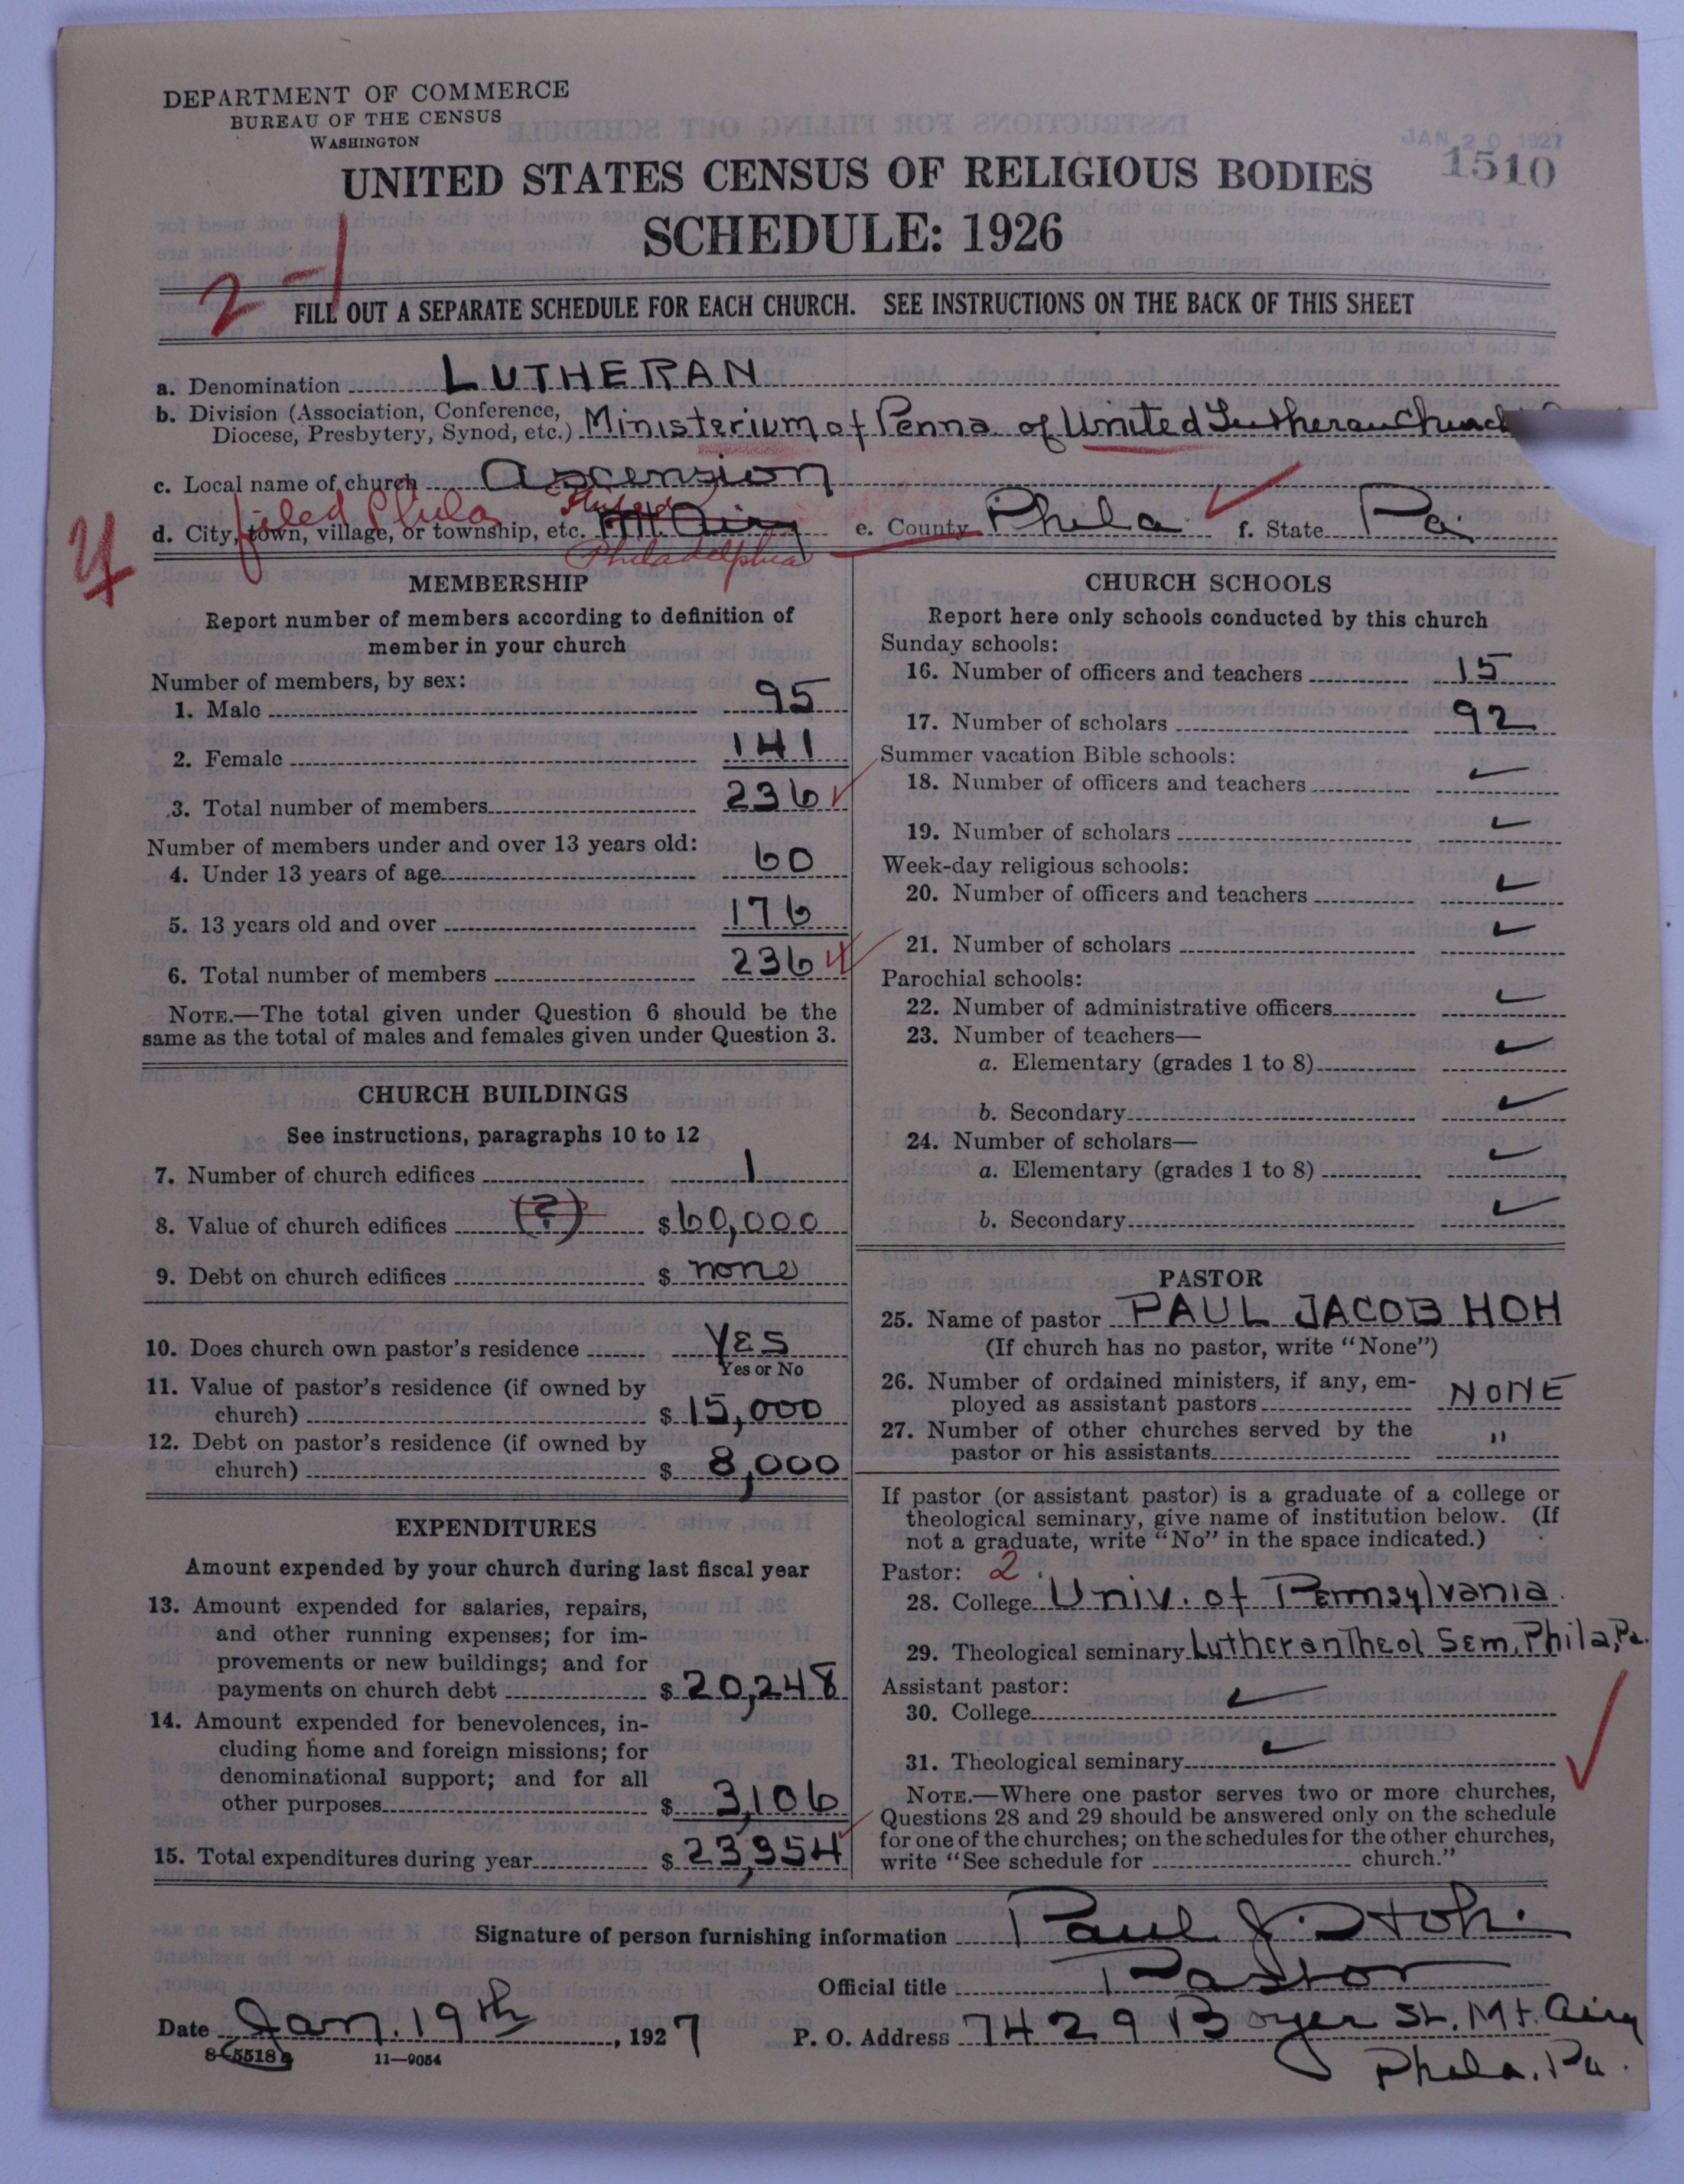 DEPARTMENT OF COMMERCE
BUREAU OF THE CENSUS
WASHINGTON
JAN 20 1927
1510
UNITED STATES CENSUS OF RELIGIOUS BODIES
SCHEDULE: 1926
2-1
FILL OUT A SEPARATE SCHEDULE FOR EACH CHURCH. SEE INSTRUCTIONS ON THE BACK OF THIS SHEET
a. Denomination LUTHERAN
b. Division (Association, Conference, Diocese, Presbytery, Synod, etc.) Ministerium of Penna of United Lutheran Church
c. Local name of church Ascension
filed Phila
d. City, town, village, or township, etc. Mt. Airy Philadelphia e. County Phila f. State Pa.
MEMBERSHIP
Report number of members according to definition of
member in your church
Number of members, by sex:
1. Male 95
2. Female 141
3. Total number of members 236
Number of members under and over 13 years old:
4. Under 13 years of age 60
5. 13 years old and over 176
6. Total number of members 236
NOTE.—The total given under Question 6 should be the
same as the total of males and females given under Question 3.
CHURCH BUILDINGS
See instructions, paragraphs 10 to 12
7. Number of church edifices 1
8. Value of church edifices (?) $60,000
9. Debt on church edifices $ none
10. Does church own pastor's residence YES
Yes or No
11. Value of pastor's residence (if owned by
church) $15,000
12. Debt on pastor's residence (if owned by
church) $ 8,000
EXPENDITURES
Amount expended by your church during last fiscal year
13. Amount expended for salaries, repairs,
and other running expenses; for im-
provements or new buildings; and for
payments on church debt $20,248
14. Amount expended for benevolences, in-
cluding home and foreign missions; for
denominational support; and for all
other purposes $ 3,106
15. Total expenditures during year $23,354
CHURCH SCHOOLS
Report here only schools conducted by this church
Sunday schools:
16. Number of officers and teachers 15
17. Number of scholars 92
Summer vacation Bible schools:
18. Number of officers and teachers
19. Number of scholars
Week-day religious schools:
20. Number of officers and teachers
21. Number of scholars
Parochial schools:
22. Number of administrative officers
23. Number of teachers—
a. Elementary (grades 1 to 8)
b. Secondary
24. Number of scholars—
a. Elementary (grades 1 to 8)
b. Secondary
PASTOR
25. Name of pastor PAUL JACOB HOH
(If church has no pastor, write "None")
26. Number of ordained ministers, if any, em-
ployed as assistant pastors NONE
27. Number of other churches served by the
pastor or his assistants "
If pastor (or assistant pastor) is a graduate of a college or
theological seminary, give name of institution below. (If
not a graduate, write "No" in the space indicated.)
Pastor: 2
28. College Univ. of Pennsylvania
29. Theological seminary Lutheran Theol Sem, Phila, Pa.
Assistant pastor:
30. College
31. Theological seminary
NOTE.—Where one pastor serves two or more churches,
Questions 28 and 29 should be answered only on the schedule
for one of the churches; on the schedules for the other churches,
write "See schedule for church."
Signature of person furnishing information Paul J. Hoh.
Official title Pastor
Date Jan. 19th, 1927 P. O. Address 7429 Boyer St. Mt. Airy
Phila. Pa.
8-5518a 11-9054